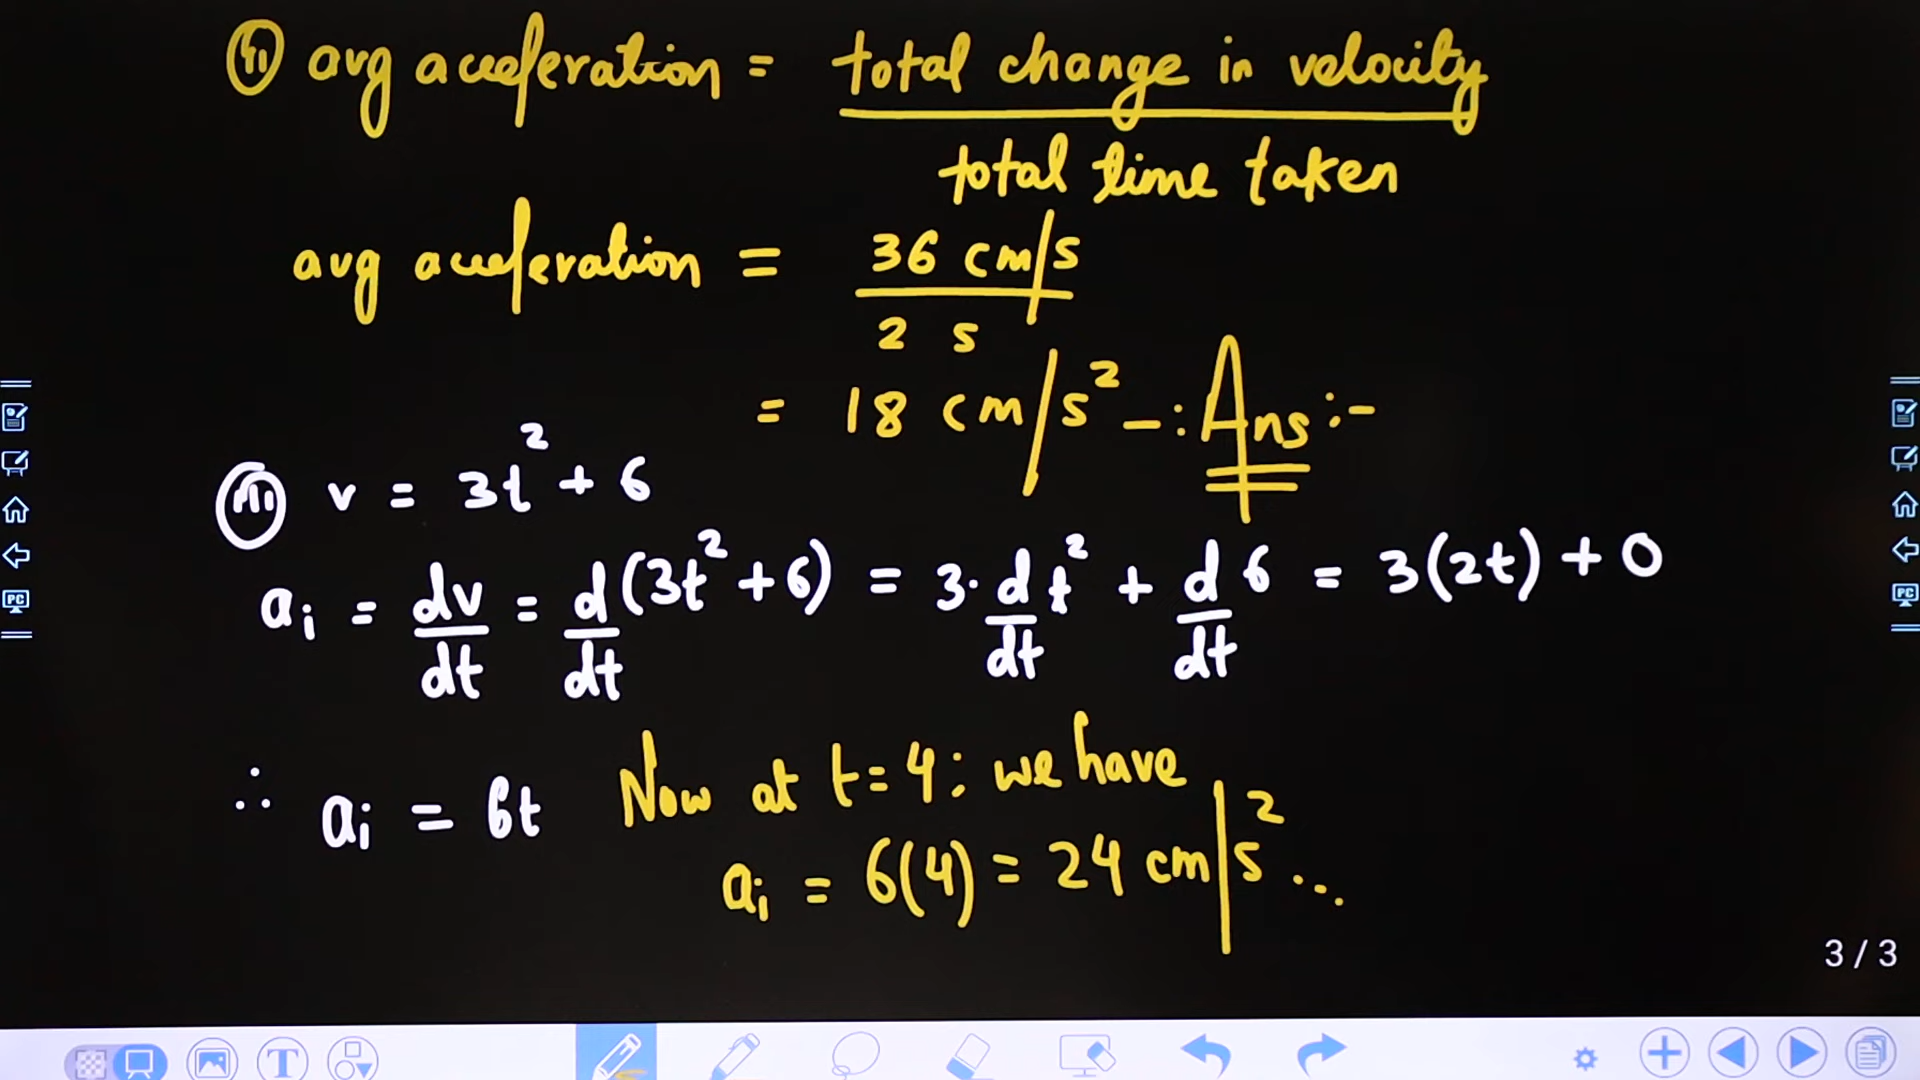 (ii) avg acceleration = total change in velocity / total time taken
avg acceleration = 36 cm/s / 2 s
= 18 cm/s² -: Ans :-
(iii) v = 3t² + 6
aᵢ = dv/dt = d/dt (3t² + 6) = 3 · d/dt t² + d/dt 6 = 3(2t) + 0
∴ aᵢ = 6t Now at t = 4 ; we have
aᵢ = 6(4) = 24 cm/s² ...
3 / 3
PC
PC
T